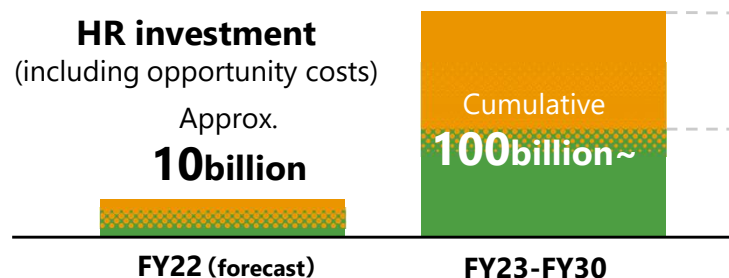 HR investment
(including opportunity costs)
Approx.
10billion
Cumulative
100billion~
FY22 (forecast)
FY23-FY30